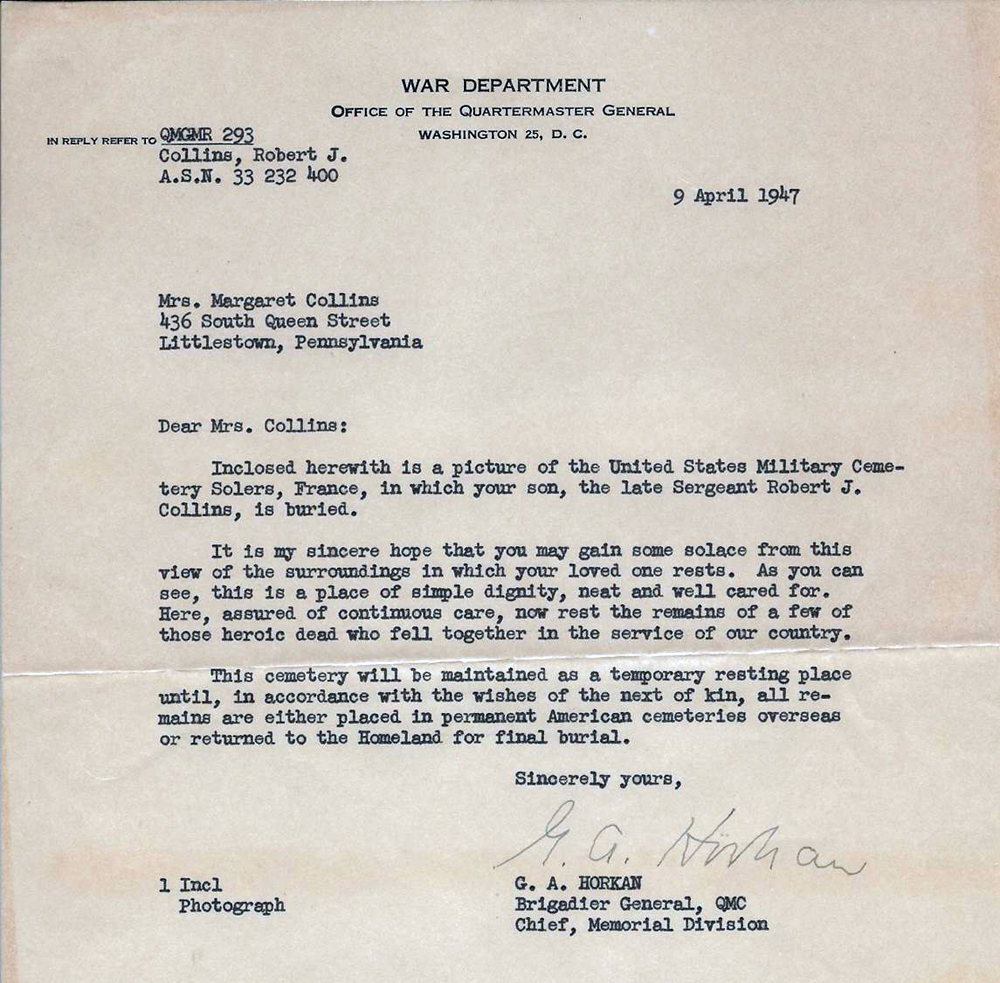 WAR DEPARTMENT
OFFICE OF THE QUARTERMASTER GENERAL
WASHINGTON 25, D. C.
IN REPLY REFER TO QMGMR 293
Collins, Robert J.
A.S.N. 33 232 400
9 April 1947
Mrs. Margaret Collins
436 South Queen Street
Littlestown, Pennsylvania
Dear Mrs. Collins:
Inclosed herewith is a picture of the United States Military Ceme-
tery Solers, France, in which your son, the late Sergeant Robert J.
Collins, is buried.
It is my sincere hope that you may gain some solace from this
view of the surroundings in which your loved one rests. As you can
see, this is a place of simple dignity, neat and well cared for.
Here, assured of continuous care, now rest the remains of a few of
those heroic dead who fell together in the service of our country.
This cemetery will be maintained as a temporary resting place
until, in accordance with the wishes of the next of kin, all re-
mains are either placed in permanent American cemeteries overseas
or returned to the Homeland for final burial.
Sincerely yours,
G. A. Horkan
G. A. HORKAN
Brigadier General, QMC
Chief, Memorial Division
1 Incl
Photograph